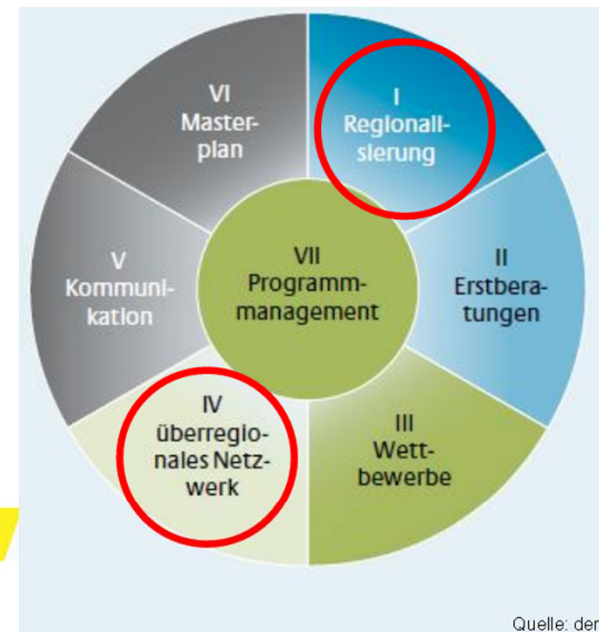 I
Regionali-
sierung
II
Erstbera-
tungen
III
Wett-
bewerbe
IV
überregio-
nales Netz-
werk
V
Kommuni-
kation
VI
Master-
plan
VII
Programm-
management
Quelle: der